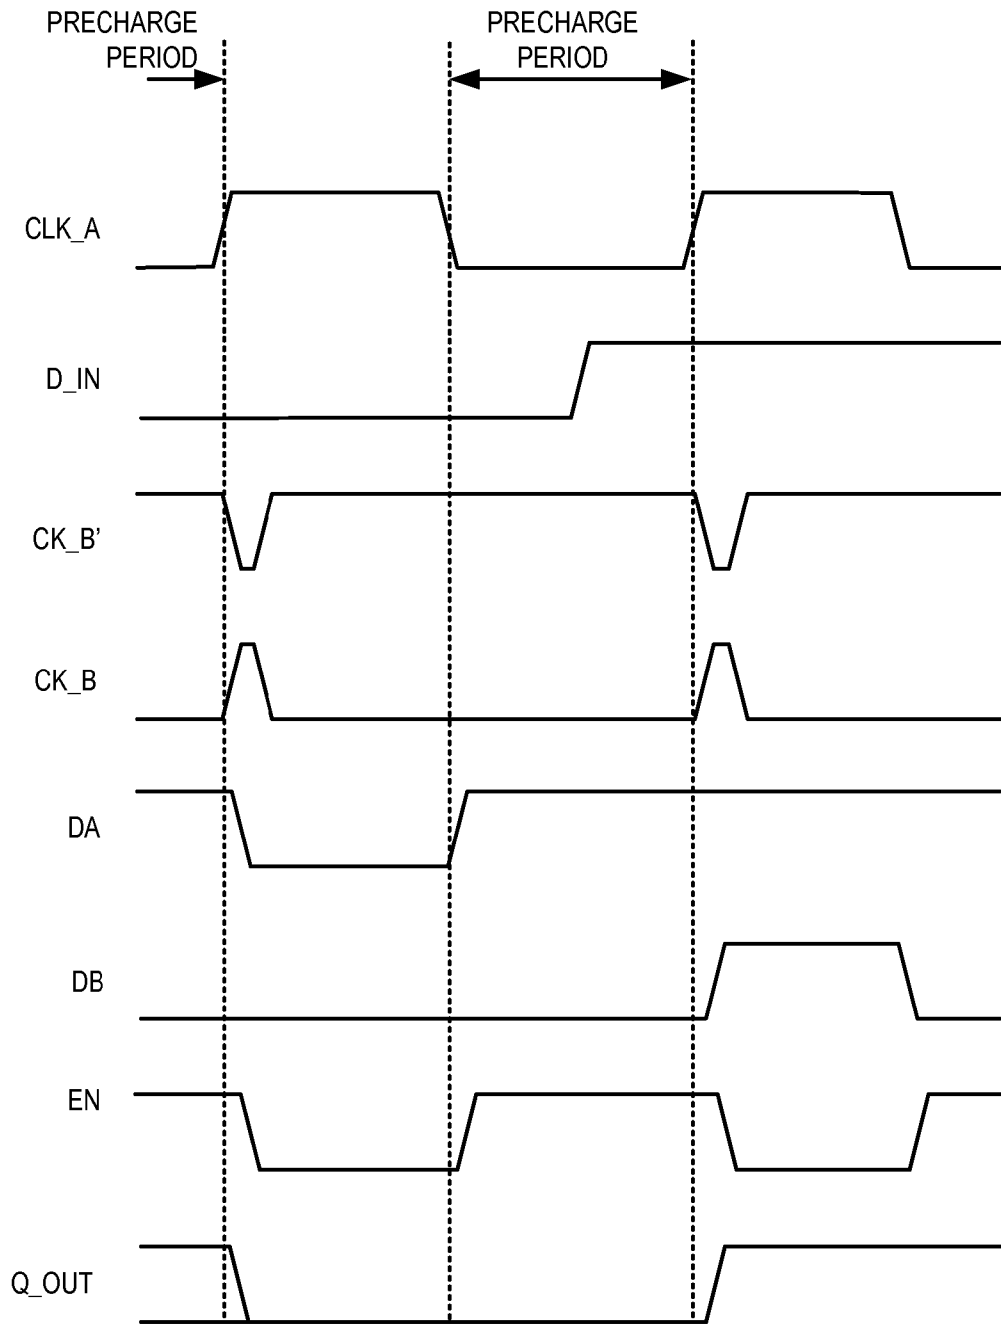 PRECHARGE
PERIOD
PRECHARGE
PERIOD
CLK_A
D_IN
CK_B’
CK_B
DA
DB
EN
Q_OUT